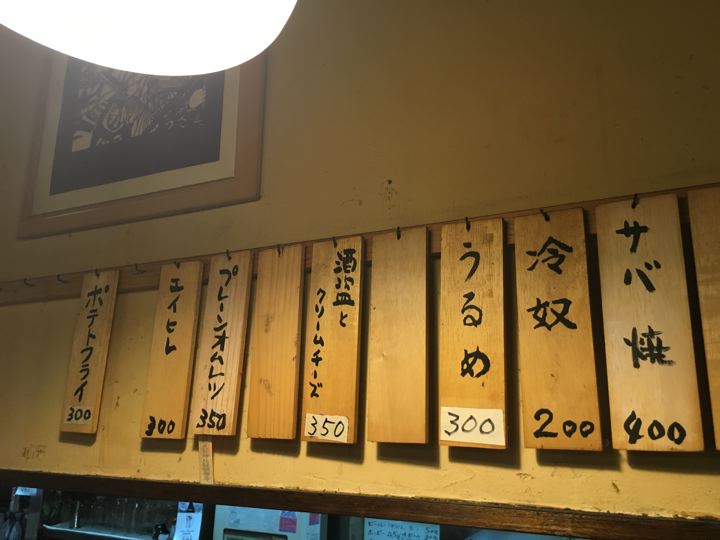 サバ焼
400
冷奴
200
うるめ
300
酒盗と
クリームチーズ
350
プレーンオムレツ
350
エイヒレ
300
ポテトフライ
300